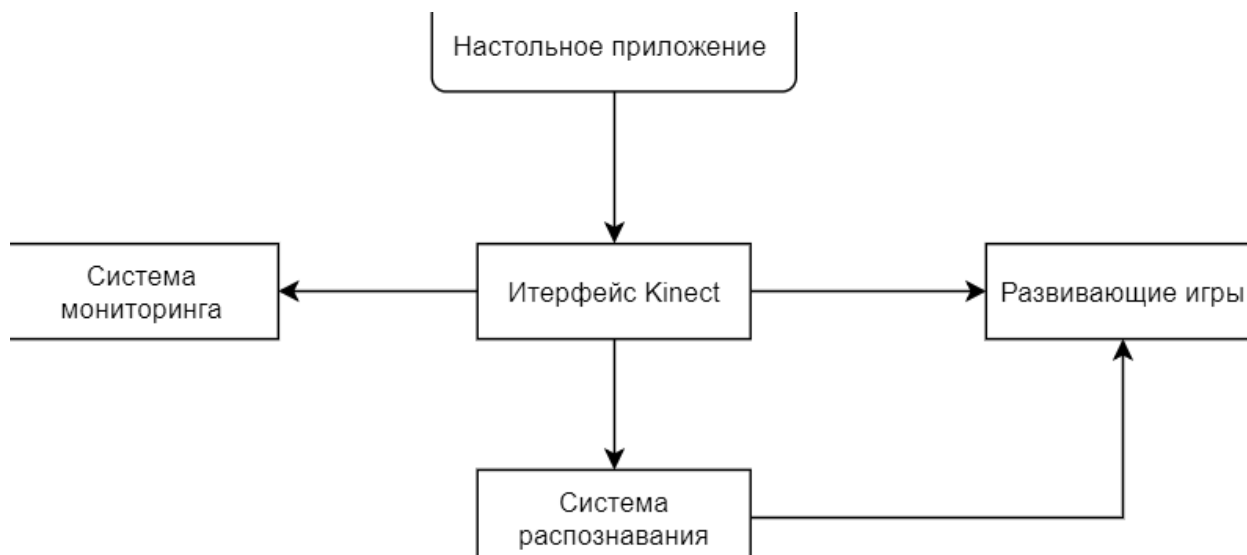 Настольное приложение
Система
мониторинга
Итерфейс Kinect
Развивающие игры
Система
распознавания